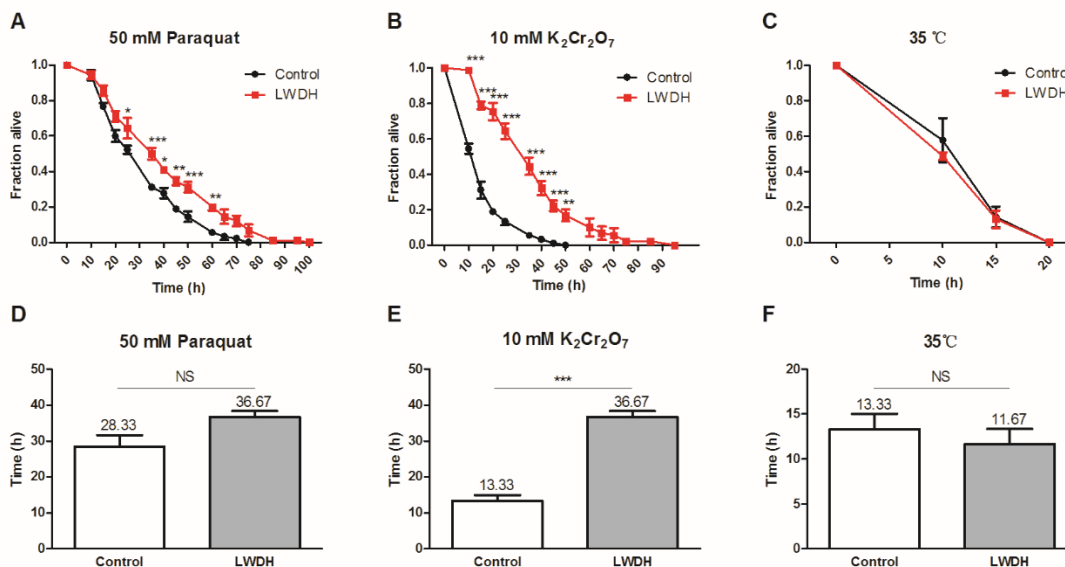 A
50 mM Paraquat
Control
LWDH
Fraction alive
1.0
0.8
0.6
0.4
0.2
0.0
*
***
*
**
***
**
0 10 20 30 40 50 60 70 80 90 100
Time (h)
B
10 mM K₂Cr₂O₇
Control
LWDH
Fraction alive
1.0
0.8
0.6
0.4
0.2
0.0
***
***
***
***
***
***
***
**
0 10 20 30 40 50 60 70 80 90
Time (h)
C
35 ℃
Control
LWDH
Fraction alive
1.0
0.8
0.6
0.4
0.2
0.0
0 5 10 15 20
Time (h)
D
50 mM Paraquat
NS
28.33
36.67
Time (h)
50
40
30
20
10
0
Control LWDH
E
10 mM K₂Cr₂O₇
***
13.33
36.67
Time (h)
50
40
30
20
10
0
Control LWDH
F
35℃
NS
13.33
11.67
Time (h)
20
15
10
5
0
Control LWDH